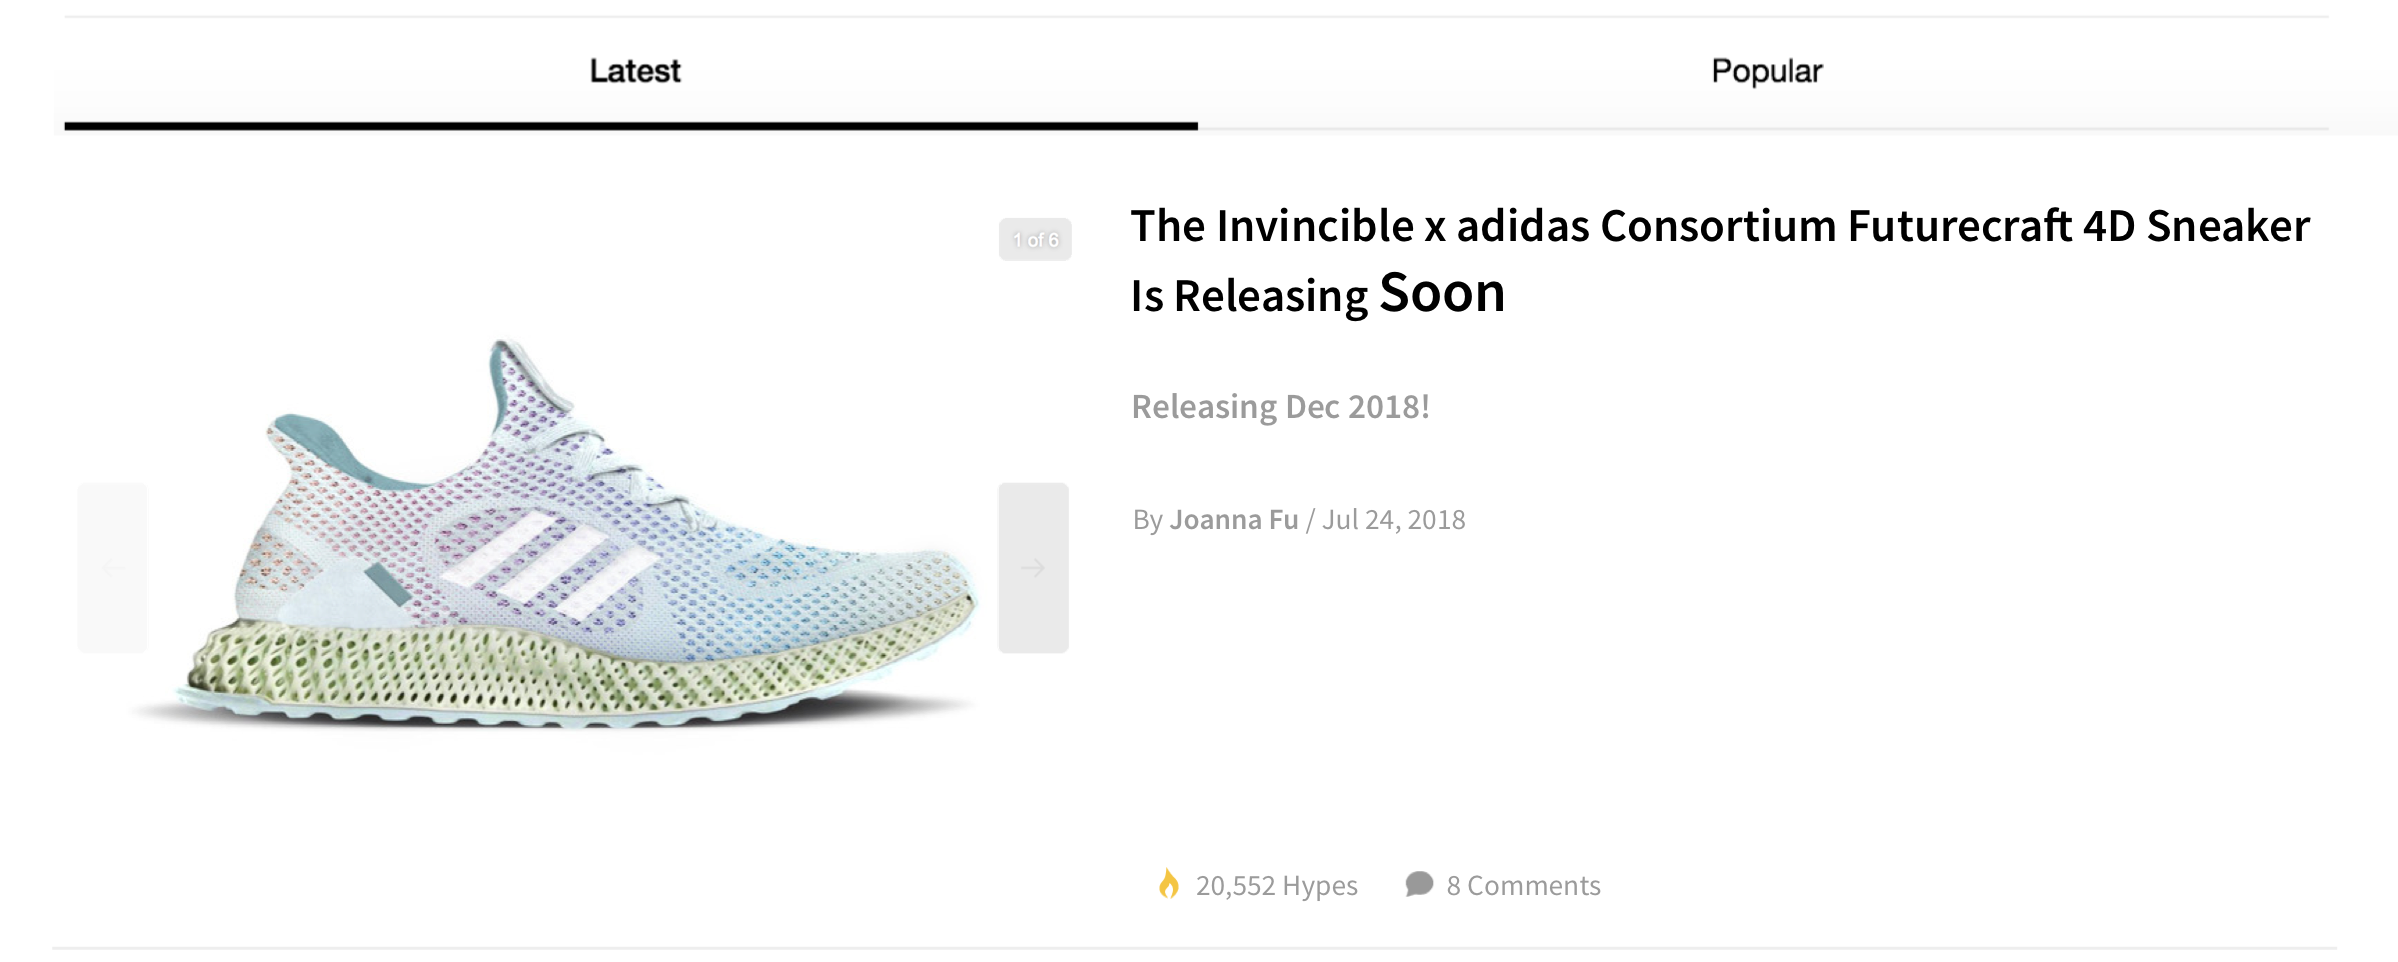 Latest
Popular
1 of 6
The Invincible x adidas Consortium Futurecraft 4D Sneaker
Is Releasing Soon
Releasing Dec 2018!
By Joanna Fu / Jul 24, 2018
20,552 Hypes
8 Comments